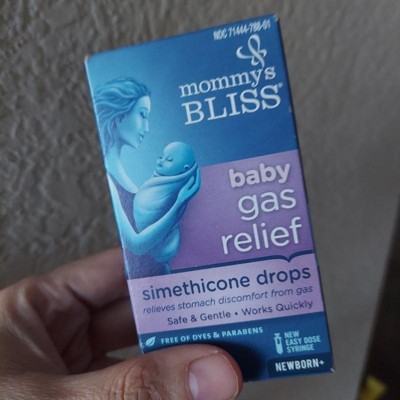 NDC 71444-788-01
mommy's
BLISS®
baby
gas
relief
simethicone drops
relieves stomach discomfort from gas
Safe & Gentle • Works Quickly
FREE OF DYES & PARABENS
NEW
EASY DOSE
SYRINGE
NEWBORN+